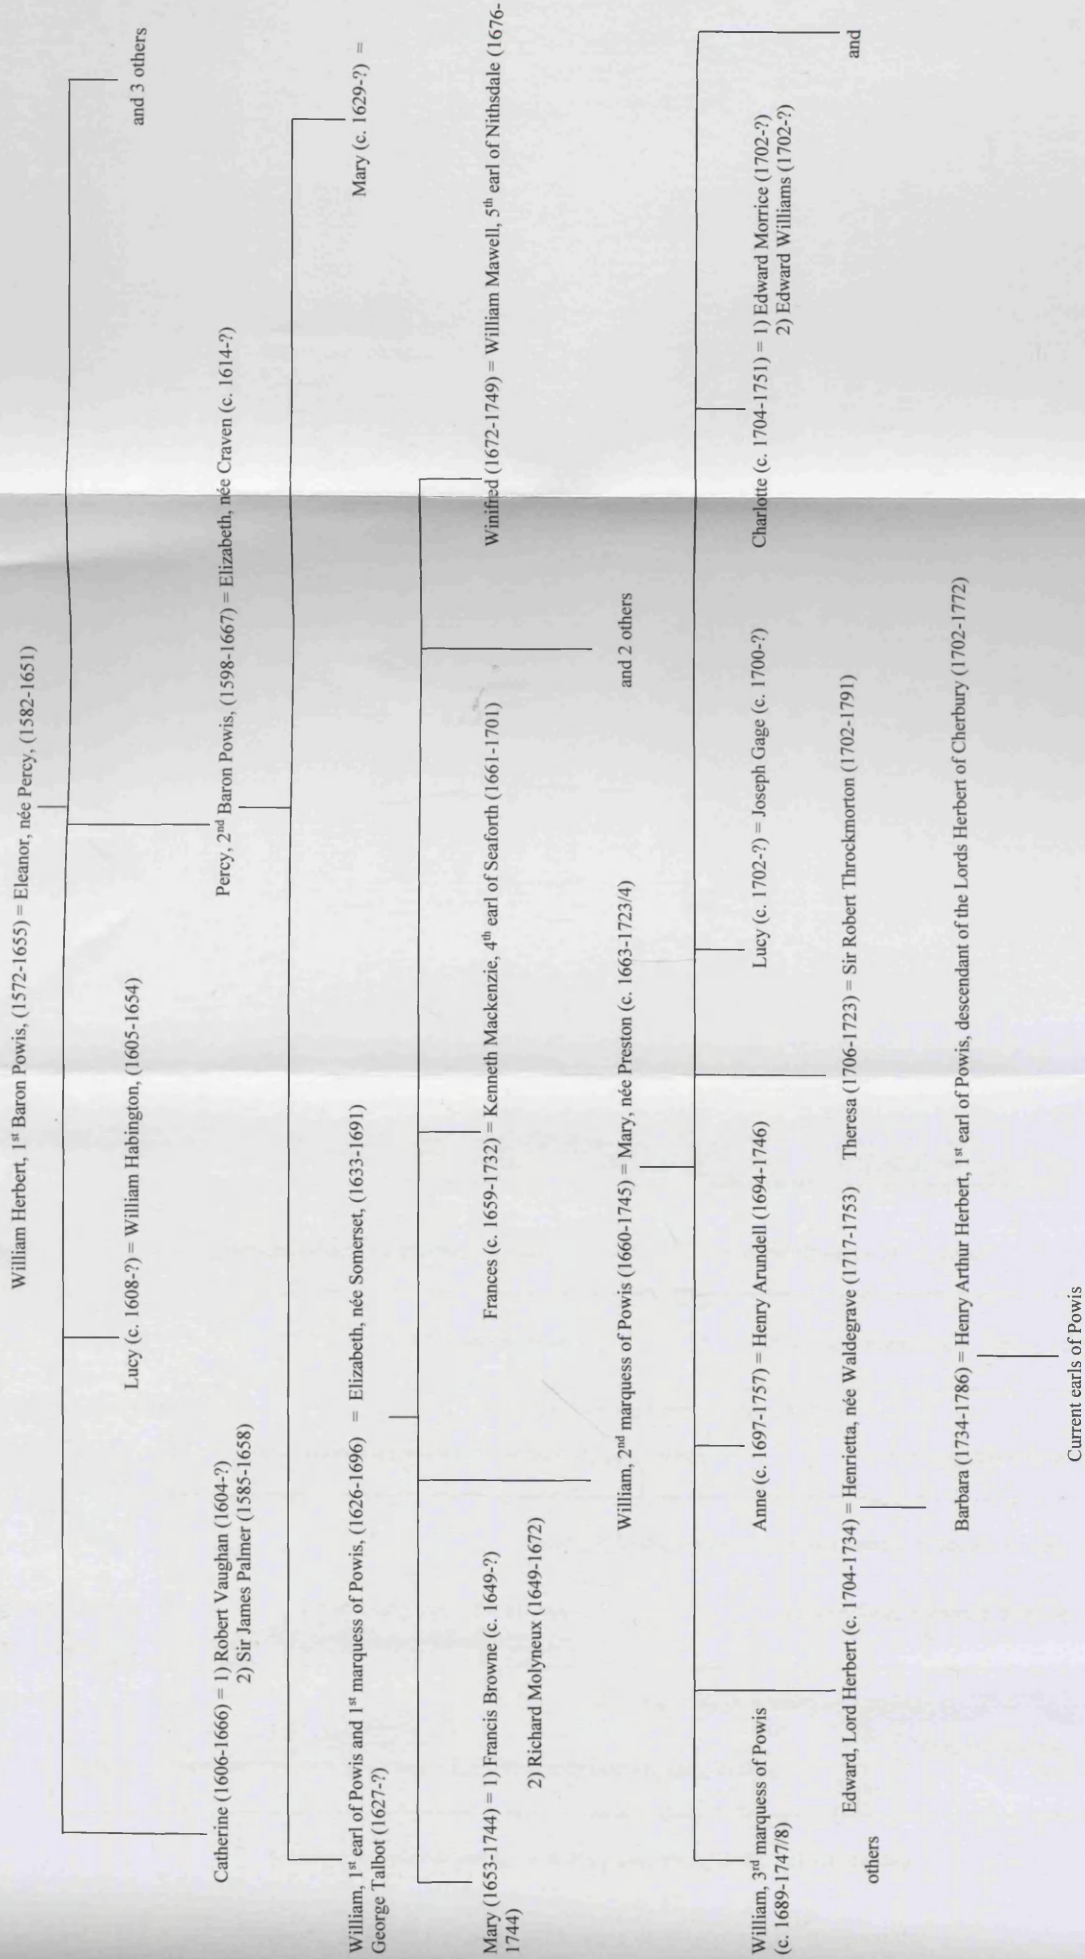 William Herbert, 1st Baron Powis, (1572-1655) = Eleanor, née Percy, (1582-1651)
Lucy (c. 1608-?) = William Habington, (1605-1654)
and 3 others
Catherine (1606-1666) = 1) Robert Vaughan (1604-?)
2) Sir James Palmer (1585-1658)
Percy, 2nd Baron Powis, (1598-1667) = Elizabeth, née Craven (c. 1614-?)
William, 1st earl of Powis and 1st marquess of Powis, (1626-1696) = Elizabeth, née Somerset, (1633-1691)
Mary (c. 1629-?) =
George Talbot (1627-?)
Mary (1653-1744) = 1) Francis Browne (c. 1649-?)
Frances (c. 1659-1732) = Kenneth Mackenzie, 4th earl of Seaforth (1661-1701)
Winifred (1672-1749) = William Mawell, 5th earl of Nithsdale (1676-
1744)
2) Richard Molyneux (1649-1672)
William, 2nd marquess of Powis (1660-1745) = Mary, née Preston (c. 1663-1723/4)
and 2 others
William, 3rd marquess of Powis
(c. 1689-1747/8)
Anne (c. 1697-1757) = Henry Arundell (1694-1746)
Lucy (c. 1702-?) = Joseph Gage (c. 1700-?)
Charlotte (c. 1704-1751) = 1) Edward Morrice (1702-?)
2) Edward Williams (1702-?)
Edward, Lord Herbert (c. 1704-1734) = Henrietta, née Waldegrave (1717-1753)
Theresa (1706-1723) = Sir Robert Throckmorton (1702-1791)
and
others
Barbara (1734-1786) = Henry Arthur Herbert, 1st earl of Powis, descendant of the Lords Herbert of Cherbury (1702-1772)
Current earls of Powis